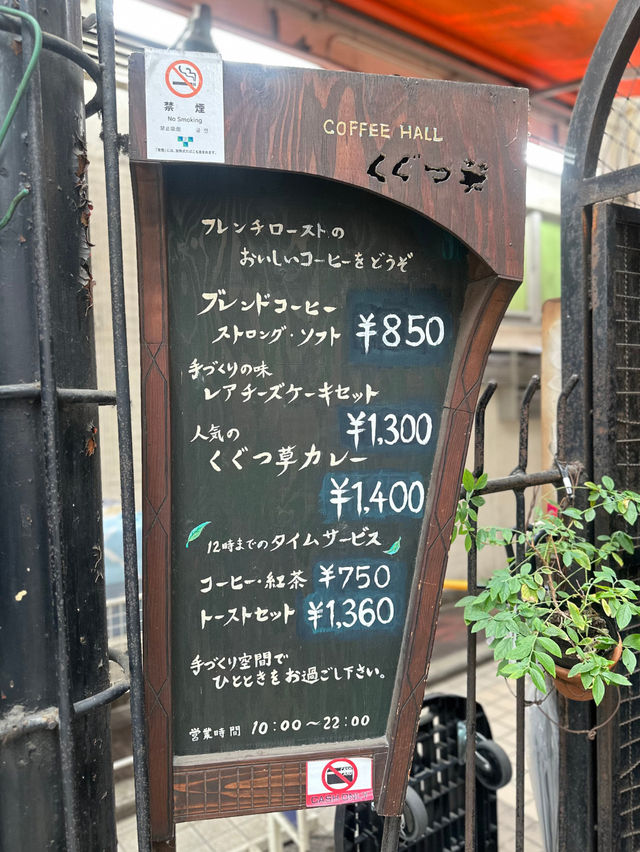 禁 煙
No Smoking
COFFEE HALL
くぐつ草
フレンチローストの
おいしいコーヒーをどうぞ
ブレンドコーヒー
ストロング・ソフト ¥850
手づくりの味
レアチーズケーキセット
¥1,300
人気の
くぐつ草カレー
¥1,400
12時までのタイムサービス
コーヒー・紅茶 ¥750
トーストセット ¥1,360
手づくり空間で
ひとときをお過ごし下さい。
営業時間 10:00〜22:00
CASH ONLY